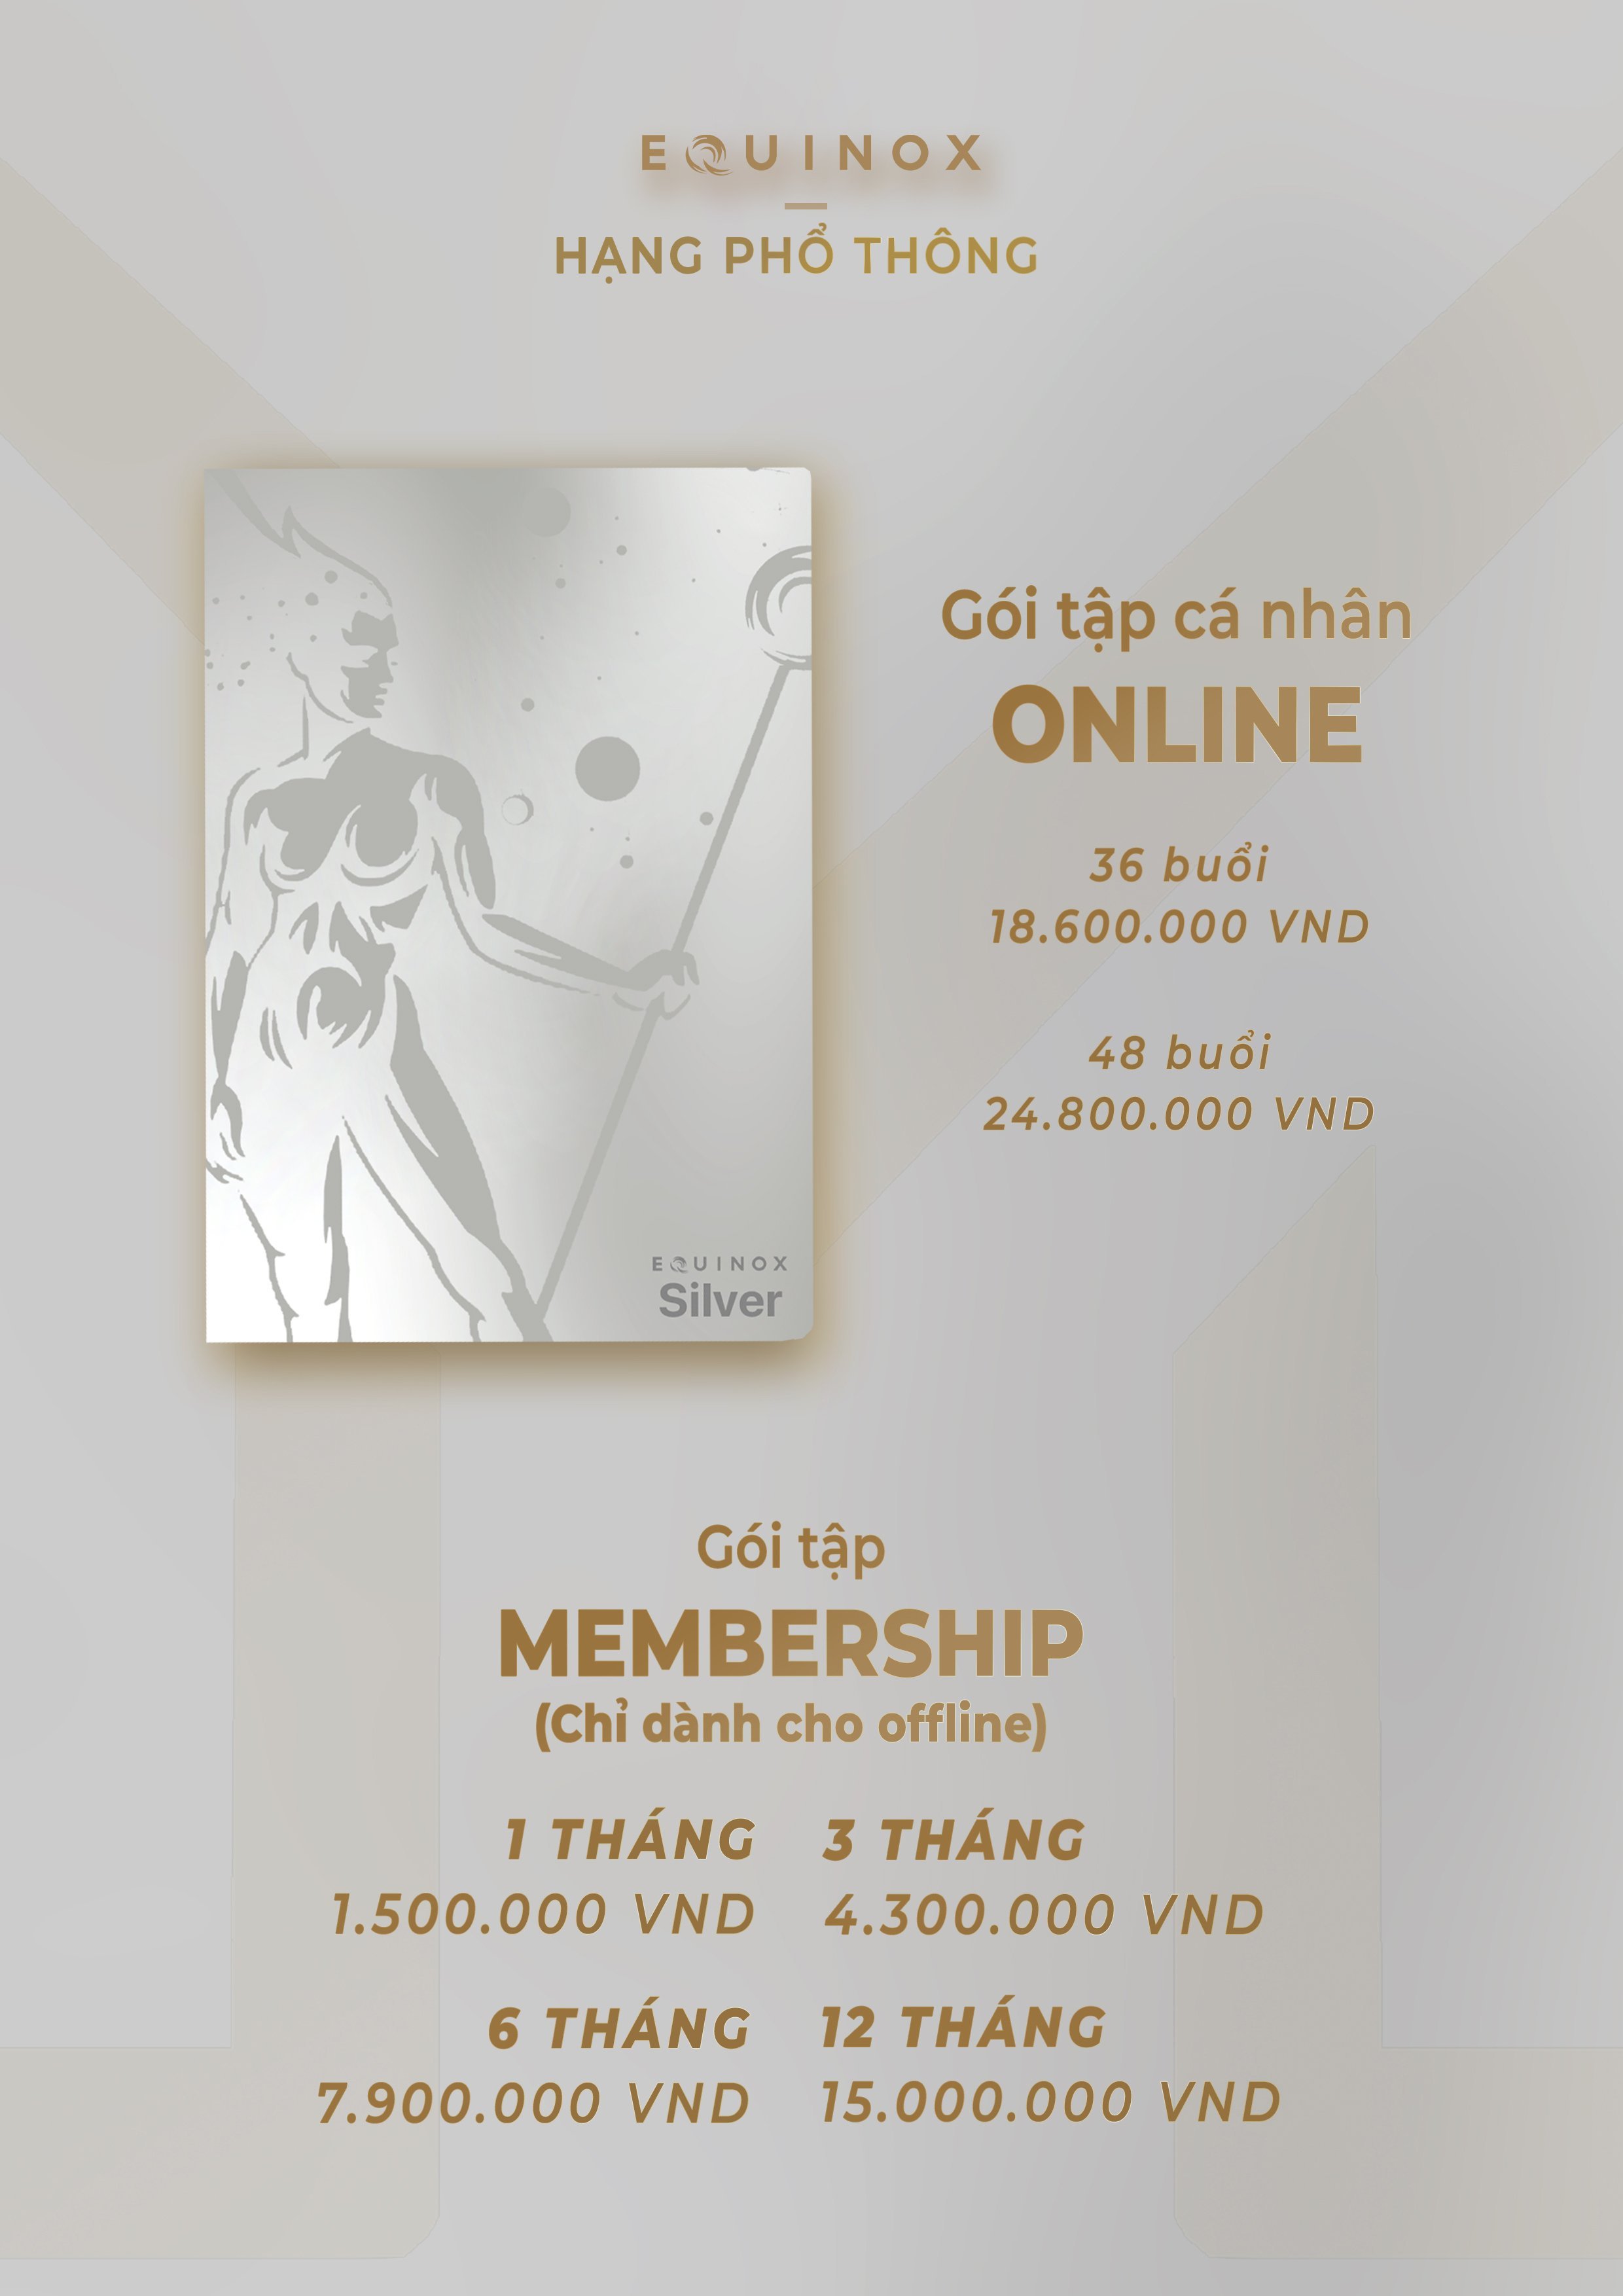 EQUINOX
HẠNG PHỔ THÔNG
Gói tập cá nhân
ONLINE
36 buổi
18.600.000 VND
48 buổi
24.800.000 VND
EQUINOX
Silver
Gói tập
MEMBERSHIP
(Chỉ dành cho offline)
1 THÁNG
1.500.000 VND
3 THÁNG
4.300.000 VND
6 THÁNG
7.900.000 VND
12 THÁNG
15.000.000 VND